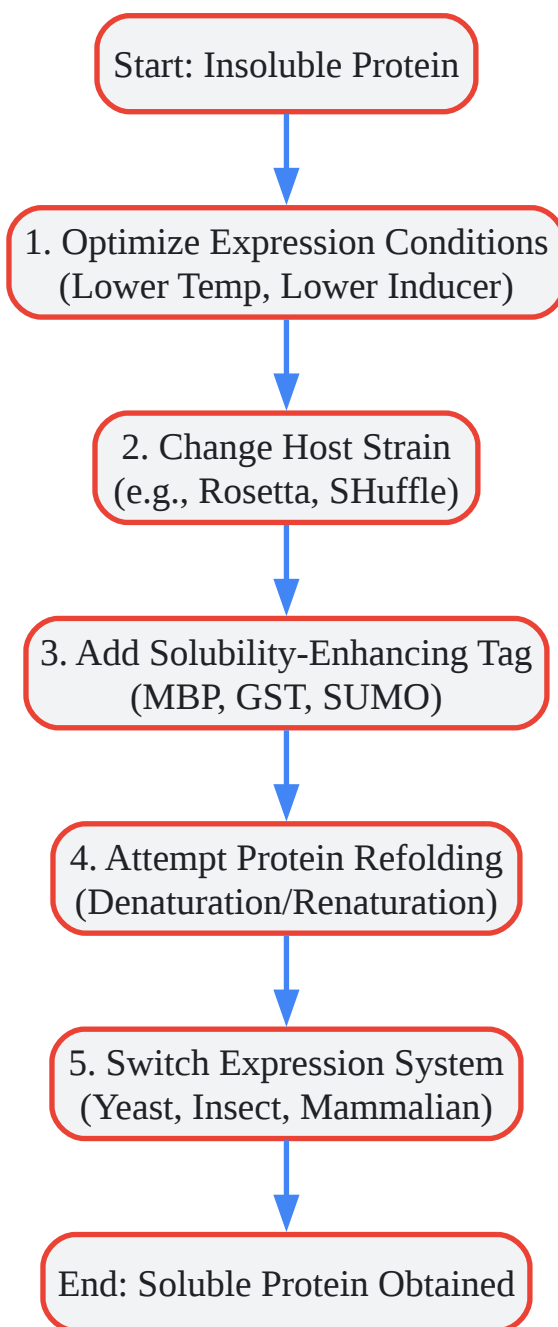 Start: Insoluble Protein
1. Optimize Expression Conditions
(Lower Temp, Lower Inducer)
2. Change Host Strain
(e.g., Rosetta, SHuffle)
3. Add Solubility-Enhancing Tag
(MBP, GST, SUMO)
4. Attempt Protein Refolding
(Denaturation/Renaturation)
5. Switch Expression System
(Yeast, Insect, Mammalian)
End: Soluble Protein Obtained